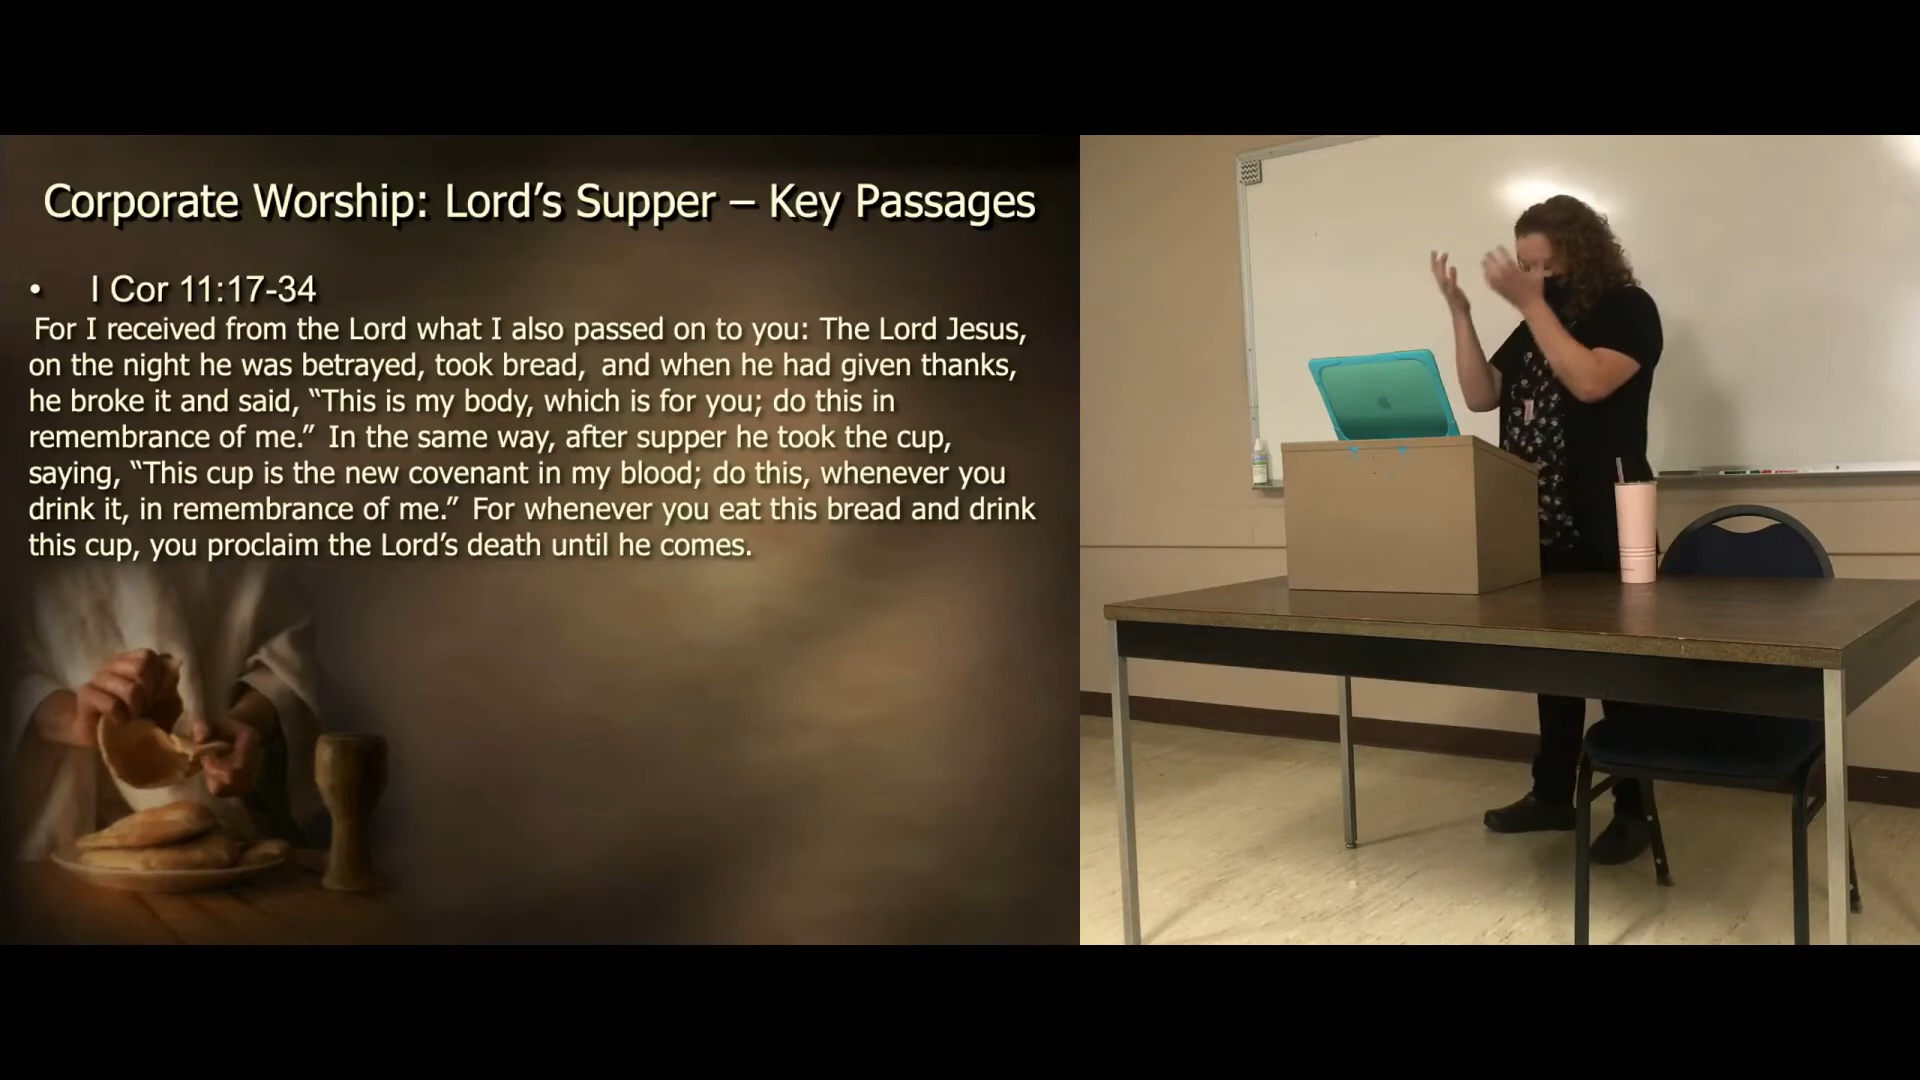 Corporate Worship: Lord’s Supper – Key Passages
• I Cor 11:17-34
For I received from the Lord what I also passed on to you: The Lord Jesus,
on the night he was betrayed, took bread, and when he had given thanks,
he broke it and said, “This is my body, which is for you; do this in
remembrance of me.” In the same way, after supper he took the cup,
saying, “This cup is the new covenant in my blood; do this, whenever you
drink it, in remembrance of me.” For whenever you eat this bread and drink
this cup, you proclaim the Lord’s death until he comes.